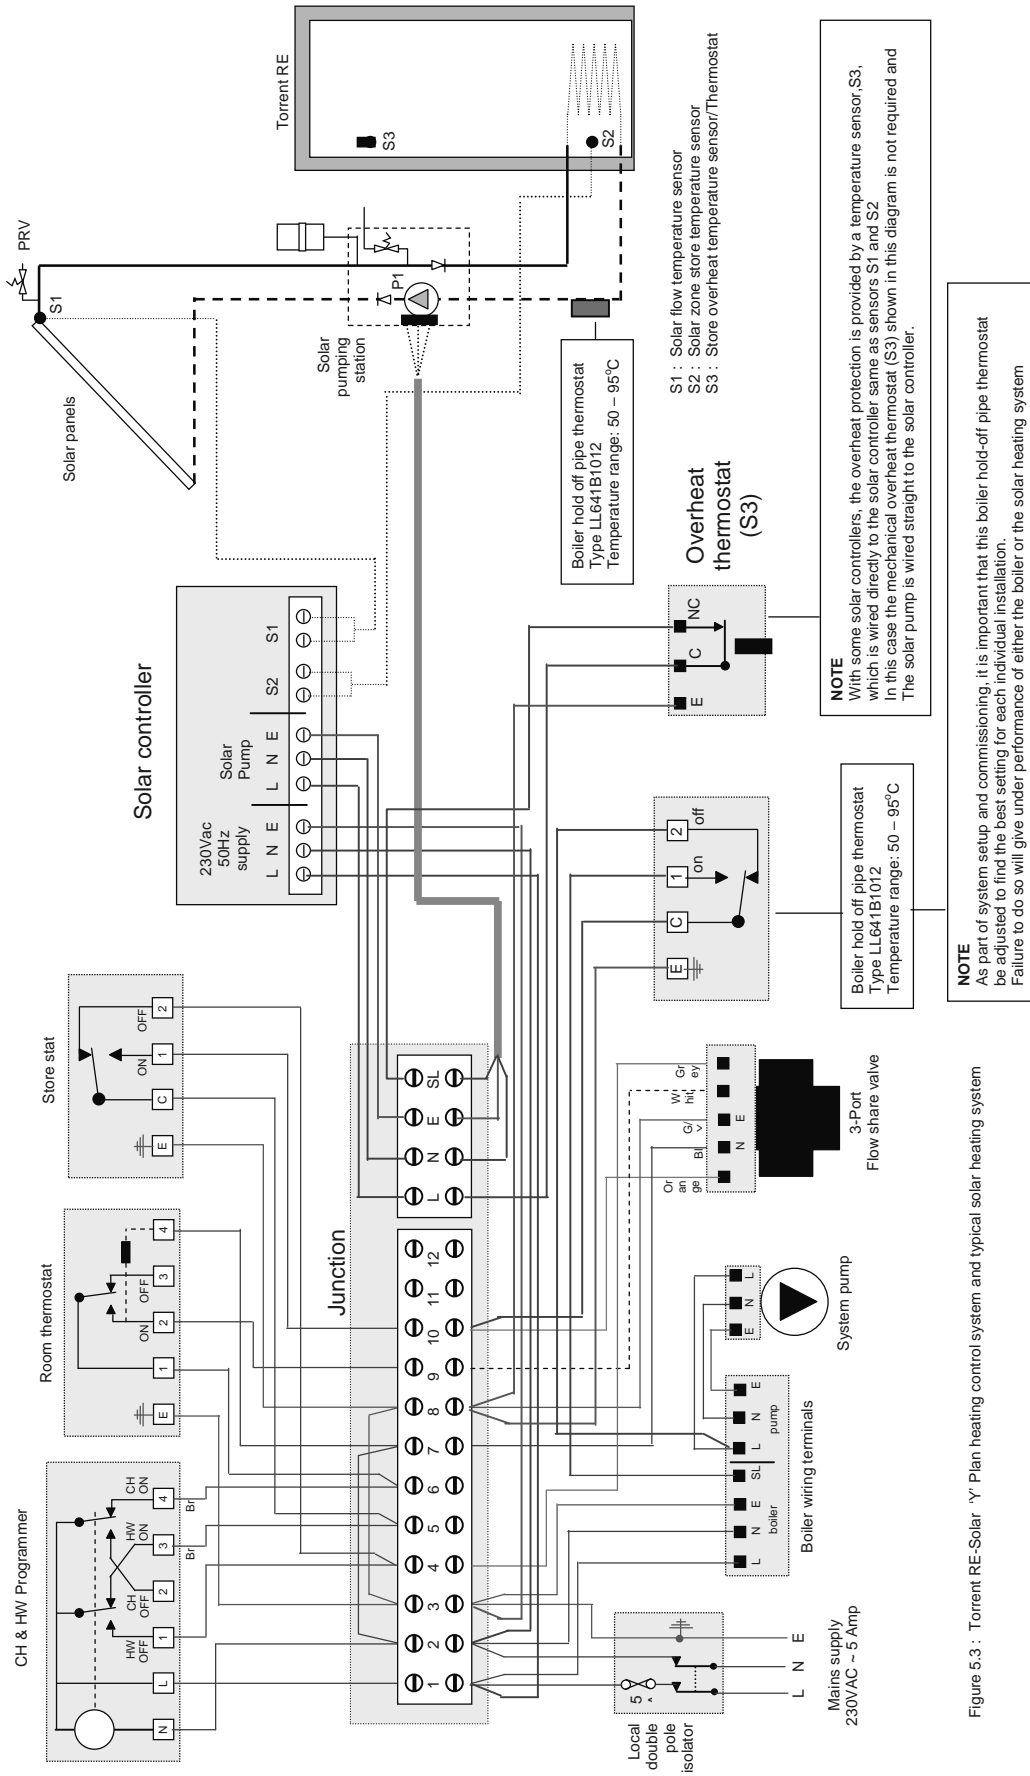 CH & HW Programmer
N
L
1
2
3
4
HW
OFF
CH
OFF
HW
ON
CH
ON
Br
Br
Room thermostat
E
1
2
3
4
ON
OFF
Store stat
E
C
1
2
ON
OFF
Solar controller
230Vac
50Hz
supply
Solar
Pump
S2
S1
L N E
L N E
Solar panels
S1
PRV
Solar
pumping
station
P1
Torrent RE
S3
S2
Boiler hold off pipe thermostat
Type LL641B1012
Temperature range: 50 – 95°C
S1 : Solar flow temperature sensor
S2 : Solar zone store temperature sensor
S3 : Store overheat temperature sensor/Thermostat
Junction
1 2 3 4 5 6 7 8 9 10 11 12
L N E SL
Overheat
thermostat
(S3)
E
C
NC
E
C
1
2
on
off
Local
double
pole
isolator
5
^
L N E
Mains supply
230VAC ~ 5 Amp
L N E SL L N E
boiler
pump
Boiler wiring terminals
E N L
System pump
Or
an
ge
Bl
G/
v
W
hit
Gr
ey
N
E
3-Port
Flow share valve
Boiler hold off pipe thermostat
Type LL641B1012
Temperature range: 50 – 95°C
NOTE
With some solar controllers, the overheat protection is provided by a temperature sensor,S3,
which is wired directly to the solar controller same as sensors S1 and S2
In this case the mechanical overheat thermostat (S3) shown in this diagram is not required and
The solar pump is wired straight to the solar controller.
NOTE
As part of system setup and commissioning, it is important that this boiler hold-off pipe thermostat
be adjusted to find the best setting for each individual installation.
Failure to do so will give under performance of either the boiler or the solar heating system
Figure 5.3 : Torrent RE-Solar ‘Y’ Plan heating control system and typical solar heating system